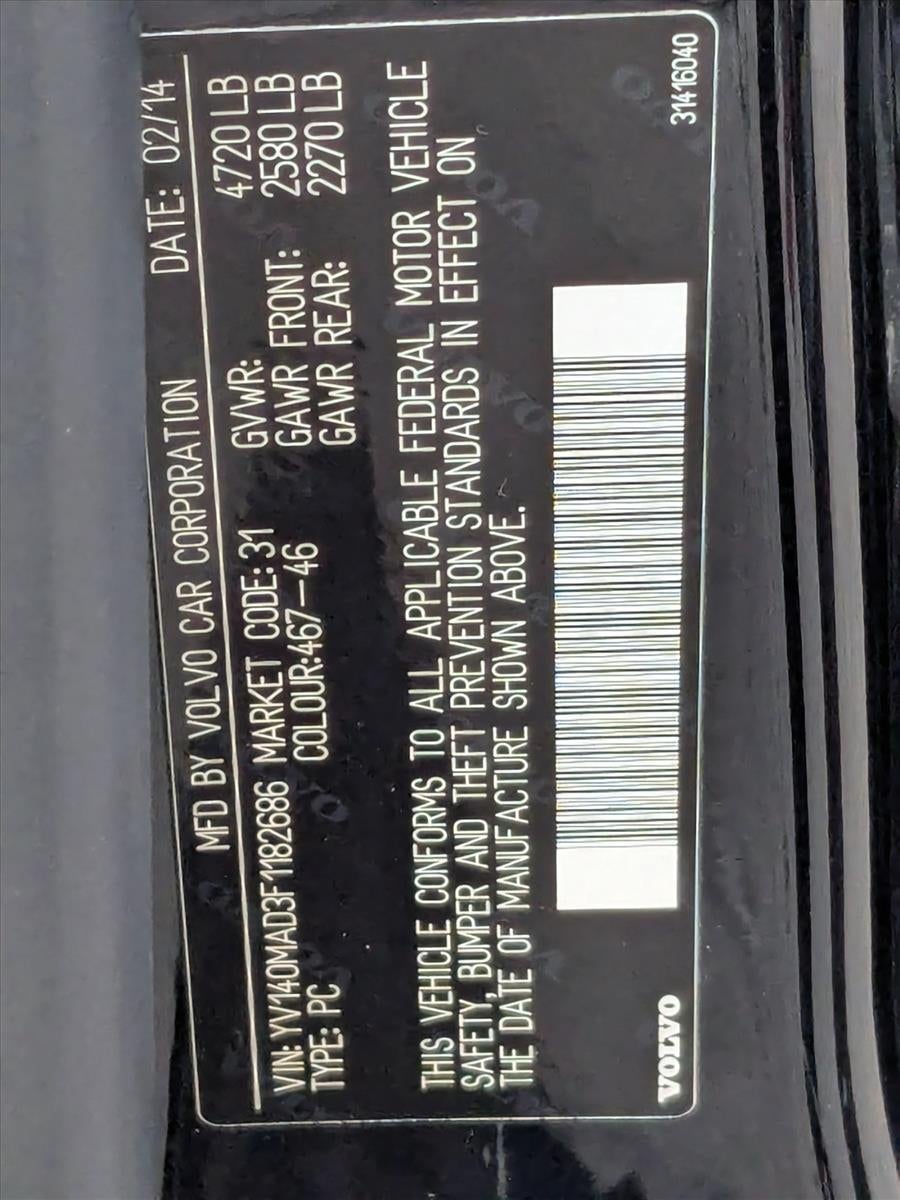 MFD BY VOLVO CAR CORPORATION DATE: 02/14
VIN: YV140MAD3F1182686 MARKET CODE: 31 GVWR: 4720 LB
TYPE: PC COLOUR:467-46 GAWR FRONT: 2580 LB
GAWR REAR: 2270 LB
THIS VEHICLE CONFORMS TO ALL APPLICABLE FEDERAL MOTOR VEHICLE
SAFETY, BUMPER AND THEFT PREVENTION STANDARDS IN EFFECT ON
THE DATE OF MANUFACTURE SHOWN ABOVE.
VOLVO 31416040